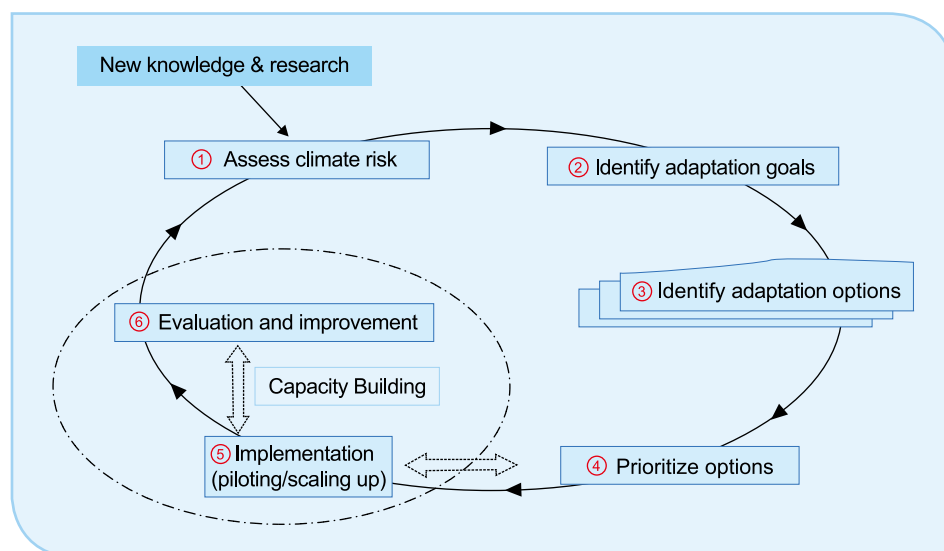 New knowledge & research
① Assess climate risk
② Identify adaptation goals
③ Identify adaptation options
⑥ Evaluation and improvement
Capacity Building
⑤ Implementation
(piloting/scaling up)
④ Prioritize options